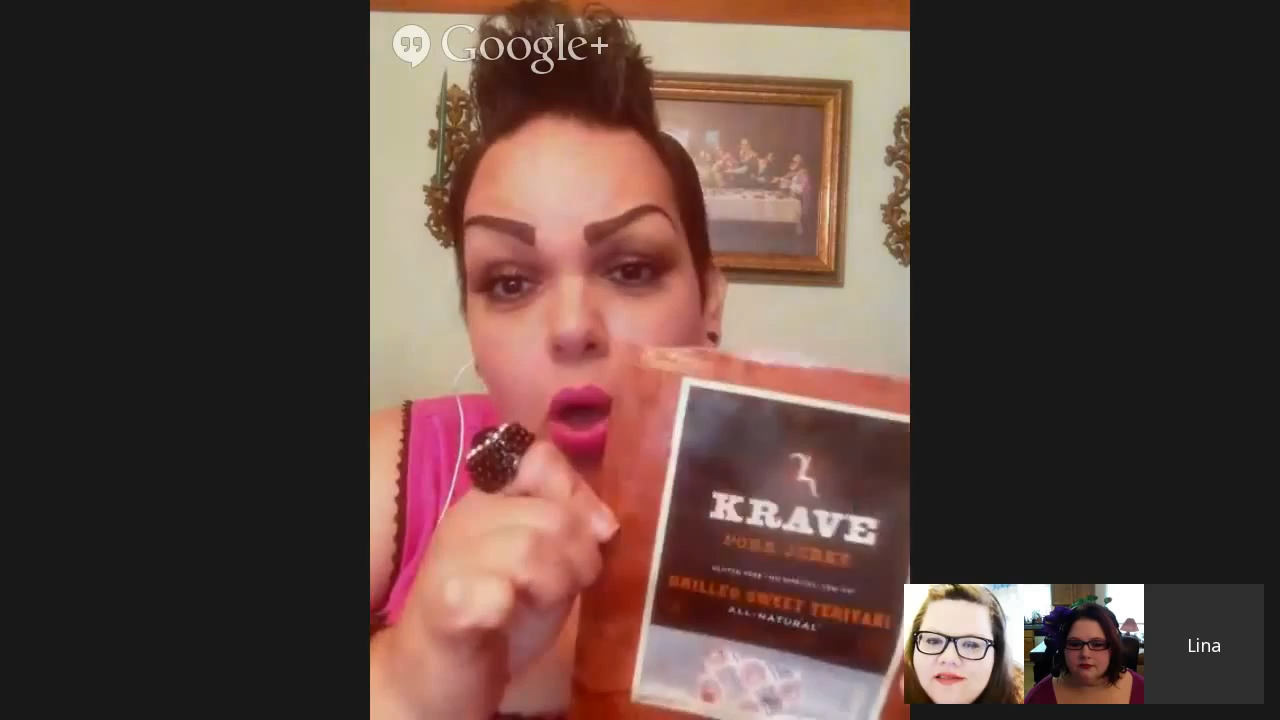 Google+
KRAVE
PORK JERKY
GRILLED SWEET TERIYAKI
ALL-NATURAL
Lina